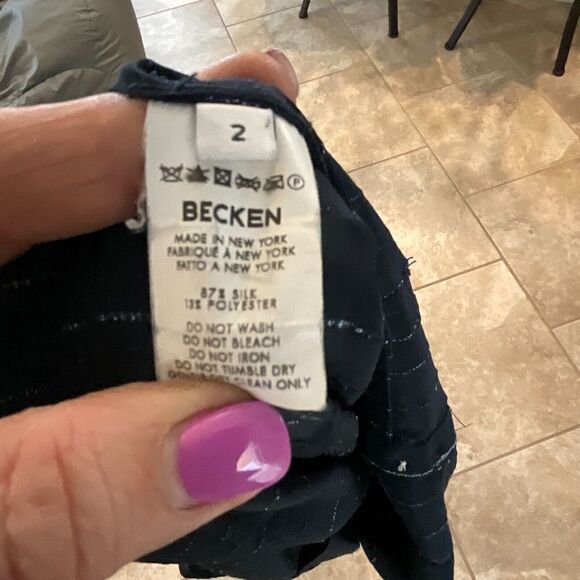 2
P
BECKEN
MADE IN NEW YORK
FABRIQUÉ À NEW YORK
FATTO A NEW YORK
87% SILK
13% POLYESTER
DO NOT WASH
DO NOT BLEACH
DO NOT IRON
DO NOT TUMBLE DRY
CLEAN ONLY